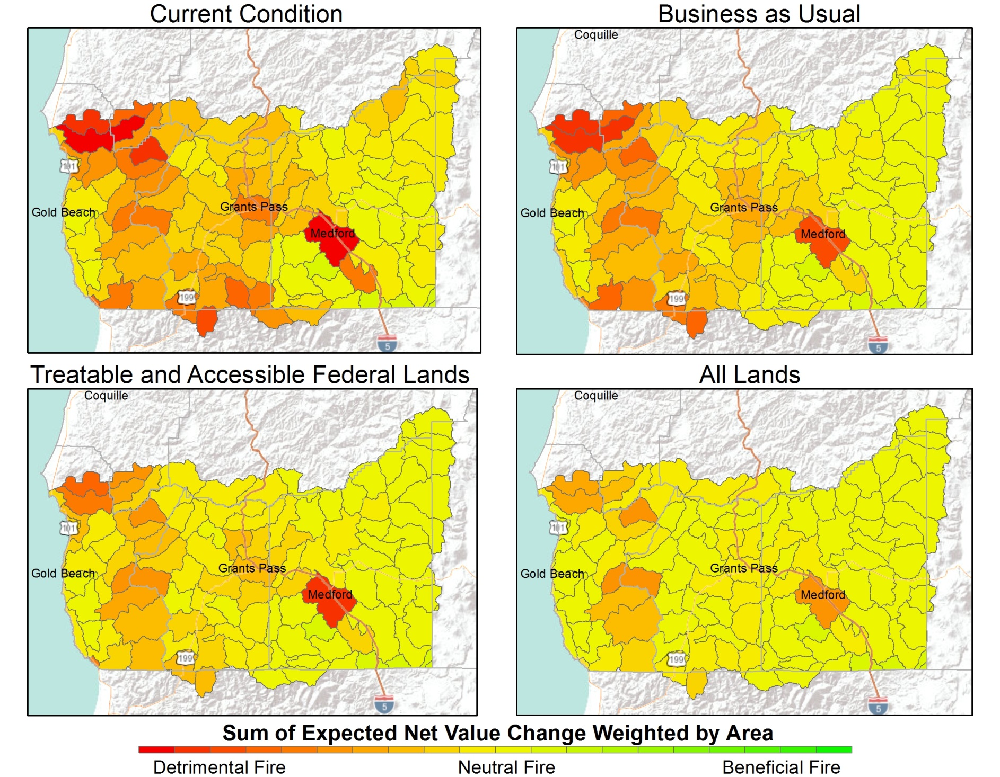 Current Condition
Business as Usual
Coquille
101
101
Gold Beach
Grants Pass
Medford
Gold Beach
Grants Pass
Medford
199
199
5
5
Treatable and Accessible Federal Lands
All Lands
Coquille
Coquille
101
101
Gold Beach
Grants Pass
Medford
Gold Beach
Grants Pass
Medford
199
199
5
5
Sum of Expected Net Value Change Weighted by Area
Detrimental Fire
Neutral Fire
Beneficial Fire